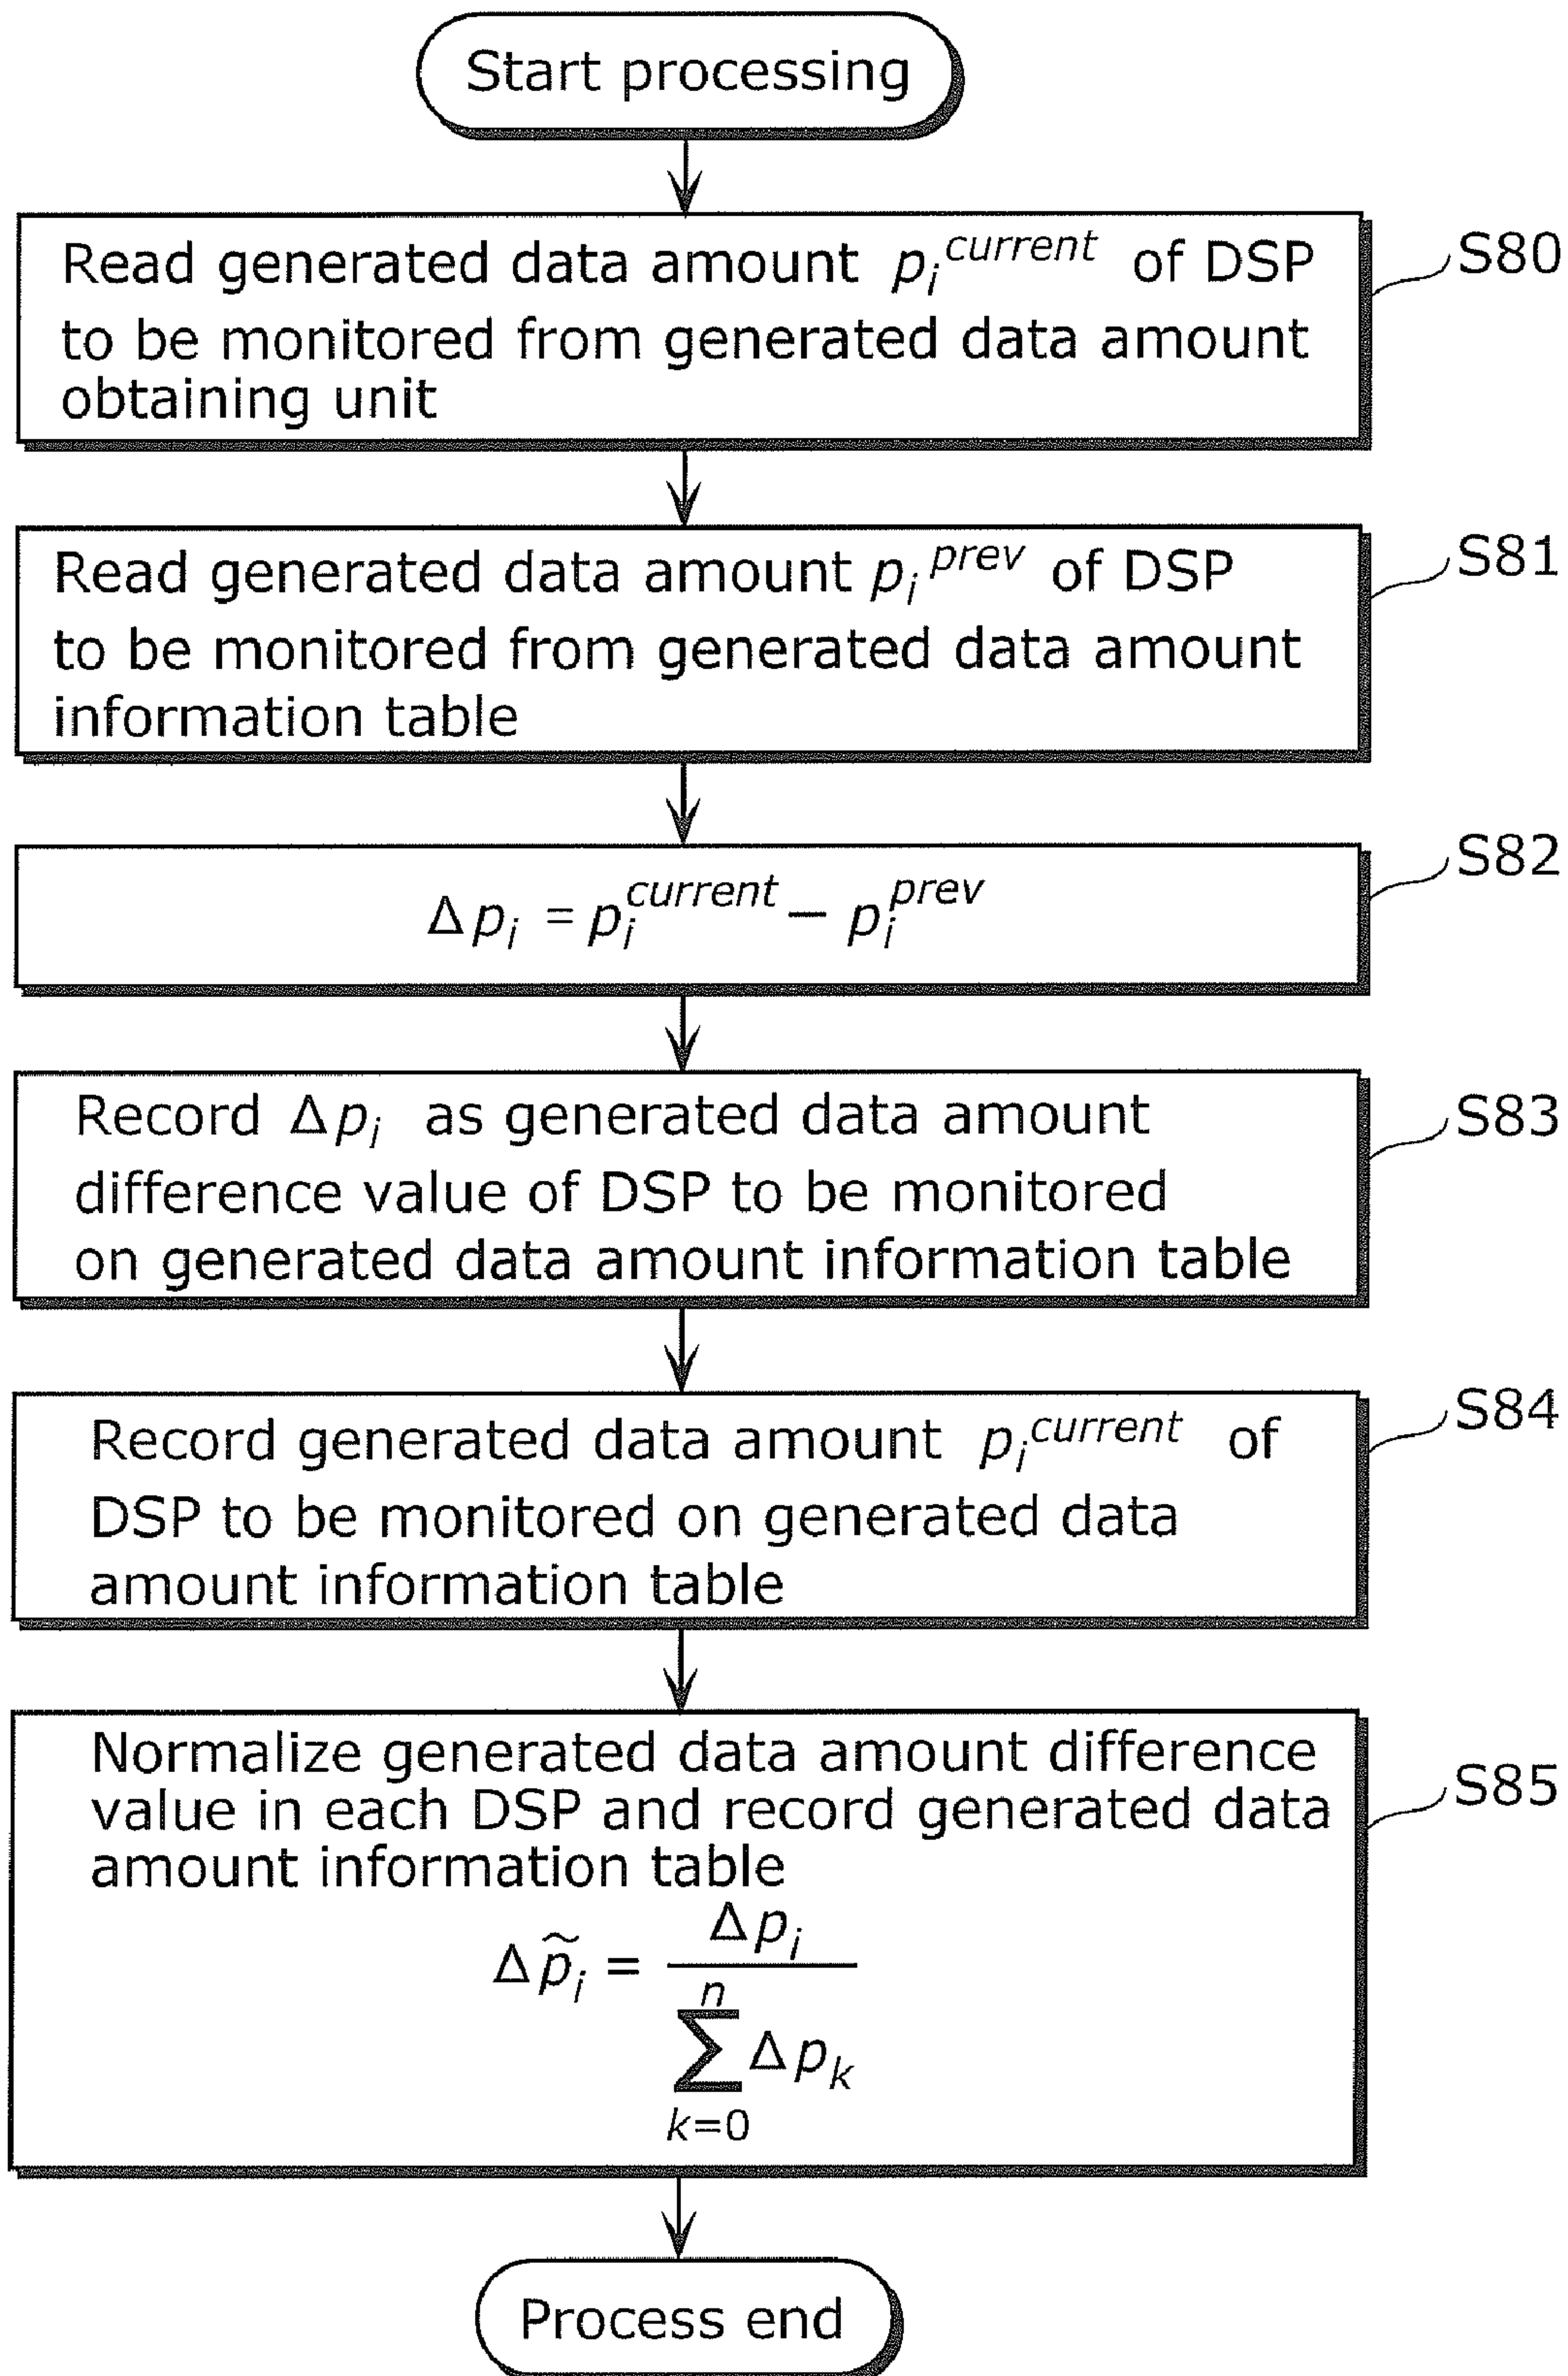 Start processing
Read generated data amount p_i^current of DSP
to be monitored from generated data amount
obtaining unit
S80
Read generated data amount p_i^prev of DSP
to be monitored from generated data amount
information table
S81
Δp_i = p_i^current − p_i^prev
S82
Record Δp_i as generated data amount
difference value of DSP to be monitored
on generated data amount information table
S83
Record generated data amount p_i^current of
DSP to be monitored on generated data
amount information table
S84
Normalize generated data amount difference
value in each DSP and record generated data
amount information table
Δp̃_i = Δp_i / ∑_{k=0}^{n} Δp_k
S85
Process end